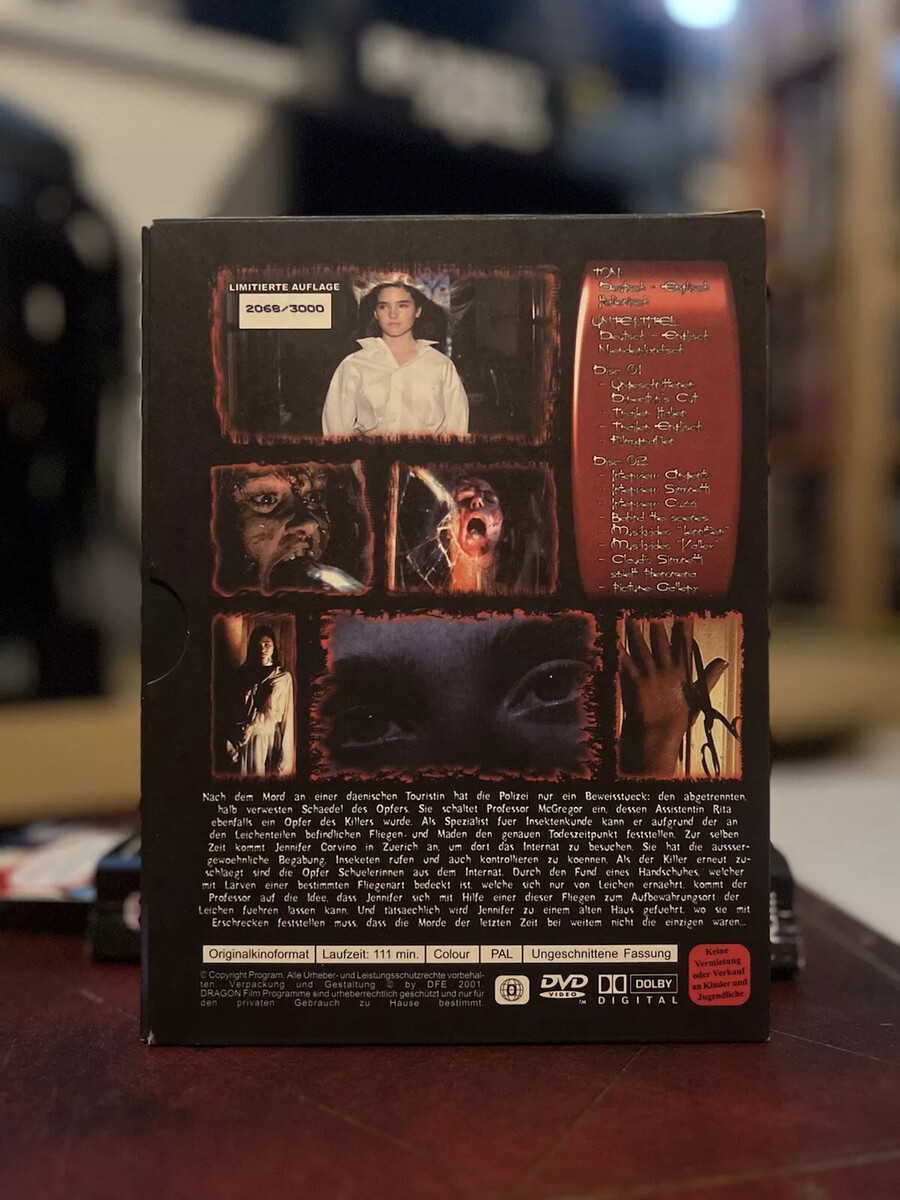 LIMITIERTE AUFLAGE
2068/3000
TON:
Deutsch - Englisch
Italienisch
UNTERTITEL:
Deutsch - Englisch
Niederländisch
Disc 01
- Ungeschnittener
Director's Cut
- Trailer Italien
- Trailer Englisch
- Filmografien
Disc 02
- Interview Argento
- Interview Simonetti
- Interview Cozzi
- Behind the scenes
- Musikvideo "Jennifer"
- Musikvideo "Valley"
- Claudio Simonetti
spielt Phenomena
- Picture Gallery
Nach dem Mord an einer daenischen Touristin hat die Polizei nur ein Beweisstueck: den abgetrennten,
halb verwesten Schaedel des Opfers. Sie schaltet Professor McGregor ein, dessen Assistentin Rita
ebenfalls ein Opfer des Killers wurde. Als Spezialist fuer Insektenkunde kann er aufgrund der an
den Leichenteilen befindlichen Fliegen- und Maden den genauen Todeszeitpunkt feststellen. Zur selben
Zeit kommt Jennifer Corvino in Zuerich an, um dort das Internat zu besuchen. Sie hat die ausser-
gewoehnliche Begabung, Inseketen rufen und auch kontrollieren zu koennen. Als der Killer erneut zu-
schlaegt sind die Opfer Schuelerinnen aus dem Internat. Durch den Fund eines Handschuhes, welcher
mit Larven einer bestimmten Fliegenart bedeckt ist, welche sich nur von Leichen ernaehrt, kommt der
Professor auf die Idee, dass Jennifer sich mit Hilfe einer dieser Fliegen zum Aufbewahrungsort der
Leichen fuehren lassen kann. Und tatsaechlich wird Jennifer zu einem alten Haus gefuehrt, wo sie mit
Erschrecken feststellen muss, dass die Morde der letzten Zeit bei weitem nicht die einzigen waren...
Originalkinoformat Laufzeit: 111 min. Colour PAL Ungeschnittene Fassung
© Copyright Program. Alle Urheber- und Leistungsschutzrechte vorbehal-
ten. Verpackung und Gestaltung © by DFE 2001.
DRAGON Film Programme sind urheberrechtlich geschützt und nur für
den privaten Gebrauch zu Hause bestimmt.
0
DVD
VIDEO
TM
DOLBY
DIGITAL
Keine
Vermietung
oder Verkauf
an Kinder und
Jugendliche